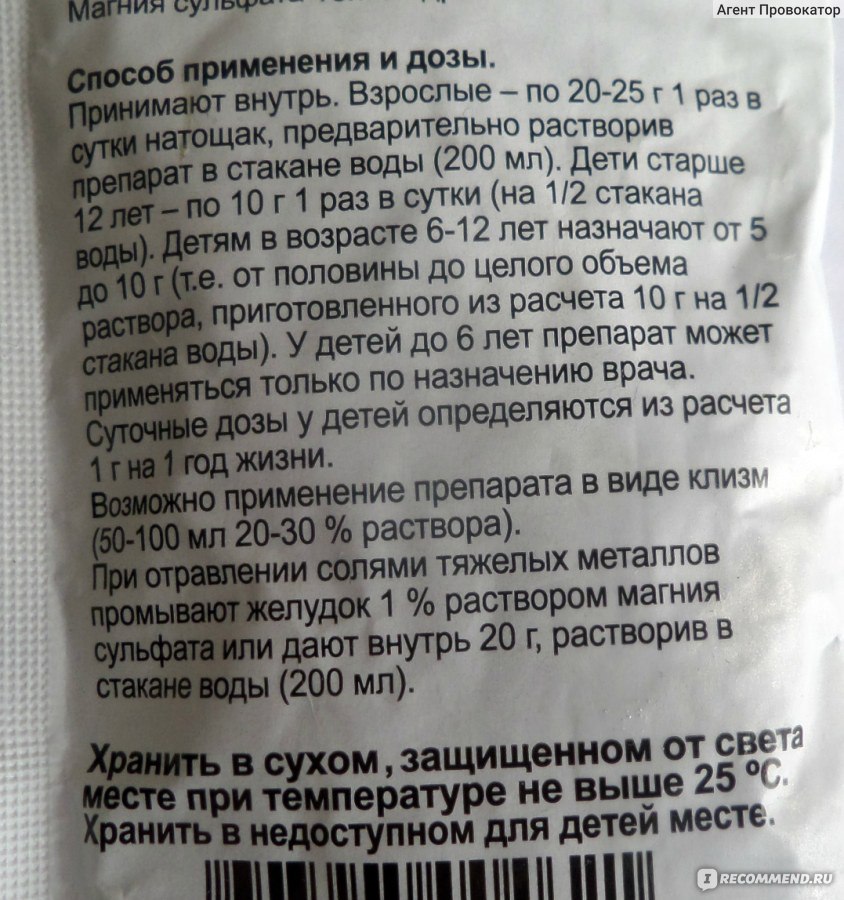 Агент Провокатор
Магния сульфата
Способ применения и дозы.
Принимают внутрь. Взрослые – по 20-25 г 1 раз в
сутки натощак, предварительно растворив
препарат в стакане воды (200 мл). Дети старше
12 лет – по 10 г 1 раз в сутки (на 1/2 стакана
воды). Детям в возрасте 6-12 лет назначают от 5
до 10 г (т.е. от половины до целого объема
раствора, приготовленного из расчета 10 г на 1/2
стакана воды). У детей до 6 лет препарат может
применяться только по назначению врача.
Суточные дозы у детей определяются из расчета
1 г на 1 год жизни.
Возможно применение препарата в виде клизм
(50-100 мл 20-30 % раствора).
При отравлении солями тяжелых металлов
промывают желудок 1 % раствором магния
сульфата или дают внутрь 20 г, растворив в
стакане воды (200 мл).
Хранить в сухом, защищенном от света
месте при температуре не выше 25 ºС.
Хранить в недоступном для детей месте.
IRECOMMEND.RU